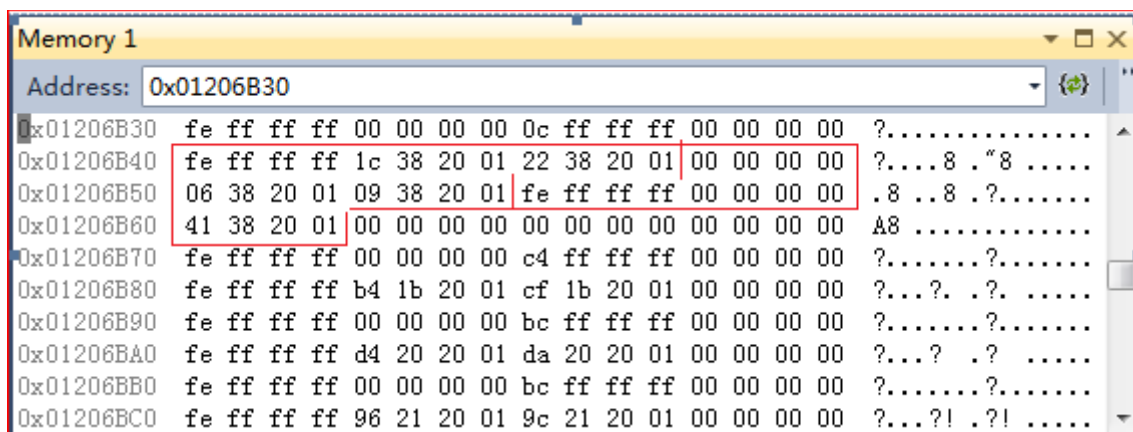 Memory 1
Address: 0x01206B30
0x01206B30 fe ff ff ff 00 00 00 00 0c ff ff ff 00 00 00 00 ?...............
0x01206B40 fe ff ff ff 1c 38 20 01 22 38 20 01 00 00 00 00 ?....8 ."8 .....
0x01206B50 06 38 20 01 09 38 20 01 fe ff ff ff 00 00 00 00 .8 ..8 .?.......
0x01206B60 41 38 20 01 00 00 00 00 00 00 00 00 00 00 00 00 A8 .............
0x01206B70 fe ff ff ff 00 00 00 00 c4 ff ff ff 00 00 00 00 ?.......?.......
0x01206B80 fe ff ff ff b4 1b 20 01 cf 1b 20 01 00 00 00 00 ?...?. .?. .....
0x01206B90 fe ff ff ff 00 00 00 00 bc ff ff ff 00 00 00 00 ?.......?.......
0x01206BA0 fe ff ff ff d4 20 20 01 da 20 20 01 00 00 00 00 ?...? .? .....
0x01206BB0 fe ff ff ff 00 00 00 00 bc ff ff ff 00 00 00 00 ?.......?.......
0x01206BC0 fe ff ff ff 96 21 20 01 9c 21 20 01 00 00 00 00 ?...?! .?! .....